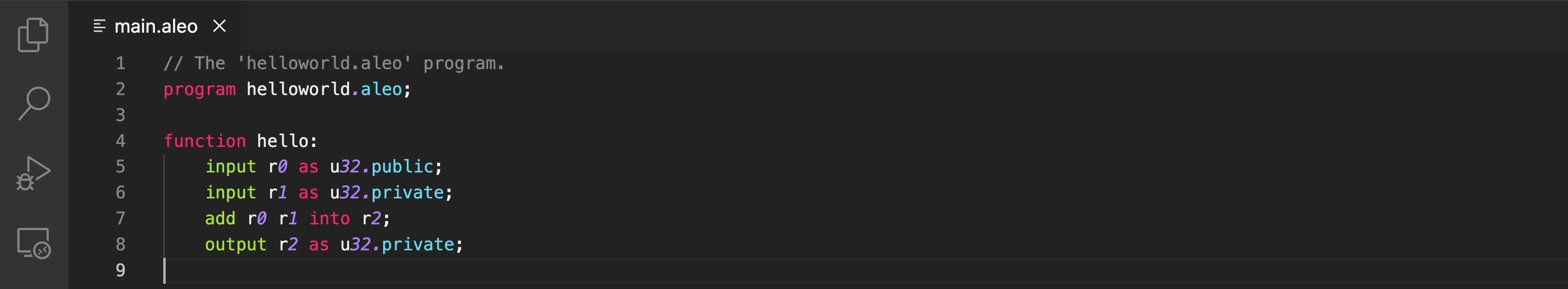 main.aleo
1 // The 'helloworld.aleo' program.
2 program helloworld.aleo;
3
4 function hello:
5     input r0 as u32.public;
6     input r1 as u32.private;
7     add r0 r1 into r2;
8     output r2 as u32.private;
9